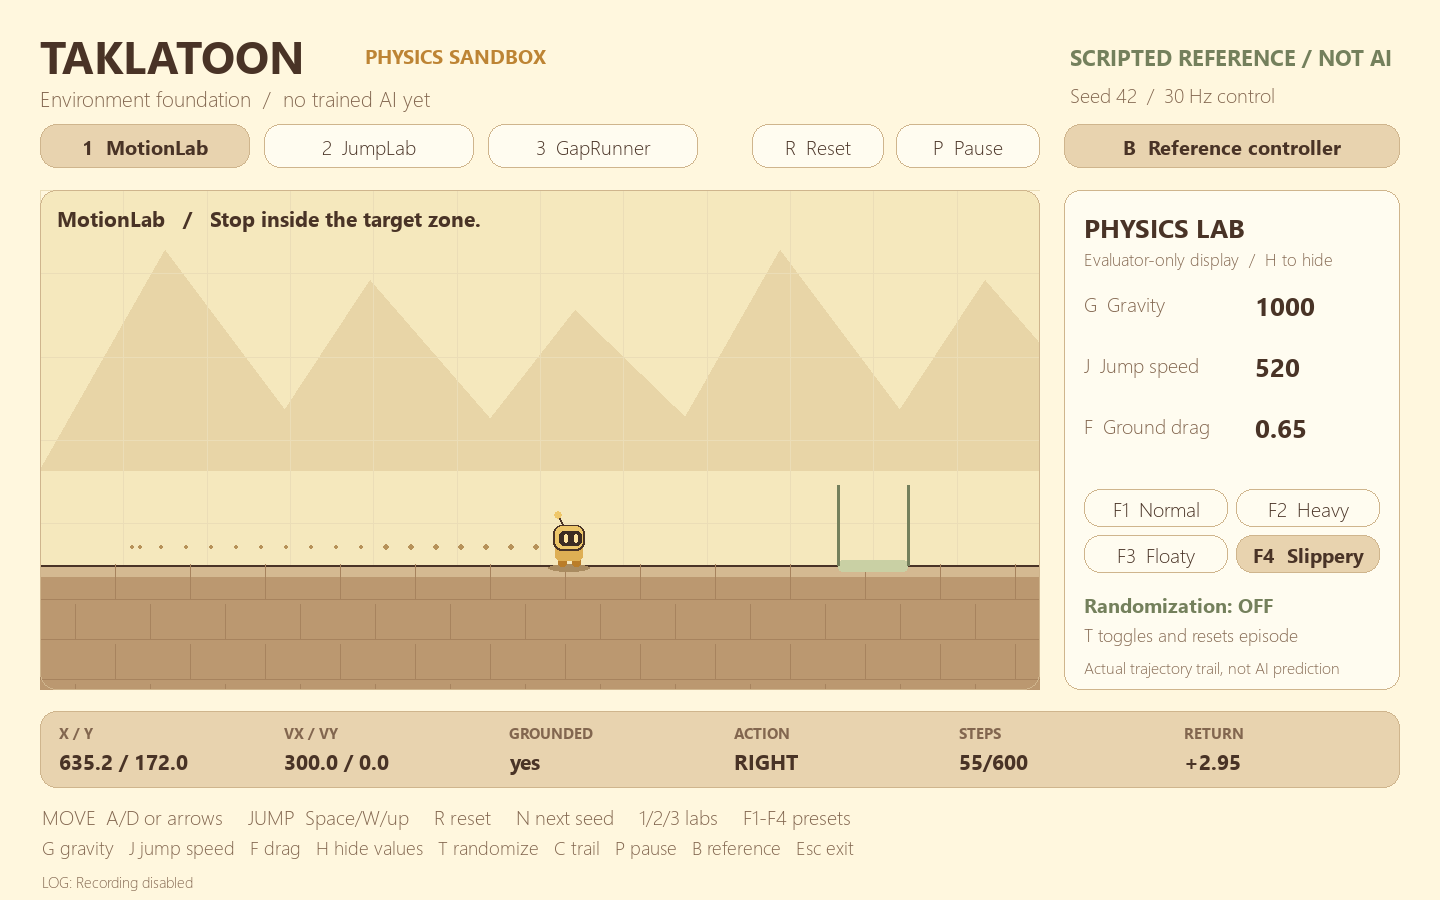 TAKLATOON PHYSICS SANDBOX SCRIPTED REFERENCE / NOT AI
Environment foundation / no trained AI yet Seed 42 / 30 Hz control
1 MotionLab 2 JumpLab 3 GapRunner R Reset P Pause B Reference controller
MotionLab / Stop inside the target zone.
PHYSICS LAB
Evaluator-only display / H to hide
G Gravity 1000
J Jump speed 520
F Ground drag 0.65
F1 Normal F2 Heavy
F3 Floaty F4 Slippery
Randomization: OFF
T toggles and resets episode
Actual trajectory trail, not AI prediction
X / Y VX / VY GROUNDED ACTION STEPS RETURN
635.2 / 172.0 300.0 / 0.0 yes RIGHT 55/600 +2.95
MOVE A/D or arrows JUMP Space/W/up R reset N next seed 1/2/3 labs F1-F4 presets
G gravity J jump speed F drag H hide values T randomize C trail P pause B reference Esc exit
LOG: Recording disabled